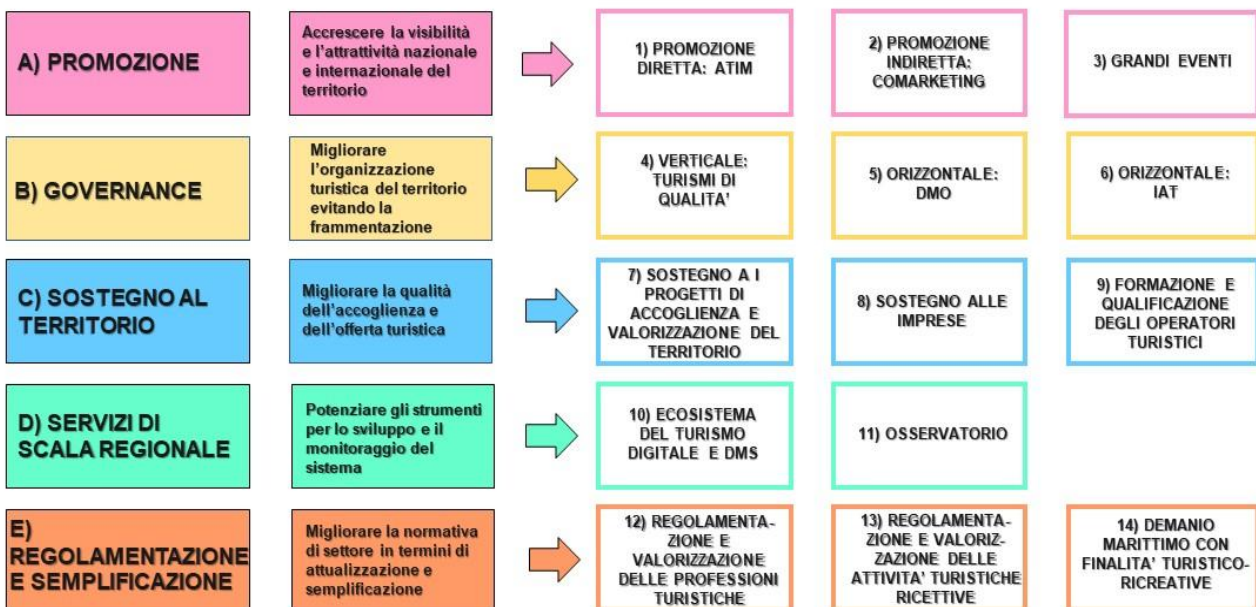 A) PROMOZIONE
Accrescere la visibilità
e l'attrattività nazionale
e internazionale del
territorio
1) PROMOZIONE
DIRETTA: ATIM
2) PROMOZIONE
INDIRETTA:
COMARKETING
3) GRANDI EVENTI
B) GOVERNANCE
Migliorare
l'organizzazione
turistica del territorio
evitando la
frammentazione
4) VERTICALE:
TURISMI DI
QUALITA'
5) ORIZZONTALE:
DMO
6) ORIZZONTALE:
IAT
C) SOSTEGNO AL
TERRITORIO
Migliorare la qualità
dell'accoglienza e
dell'offerta turistica
7) SOSTEGNO A I
PROGETTI DI
ACCOGLIENZA E
VALORIZZAZIONE DEL
TERRITORIO
8) SOSTEGNO ALLE
IMPRESE
9) FORMAZIONE E
QUALIFICAZIONE
DEGLI OPERATORI
TURISTICI
D) SERVIZI DI
SCALA REGIONALE
Potenziare gli strumenti
per lo sviluppo e il
monitoraggio del
sistema
10) ECOSISTEMA
DEL TURISMO
DIGITALE E DMS
11) OSSERVATORIO
E)
REGOLAMENTAZIONE
E SEMPLIFICAZIONE
Migliorare la normativa
di settore in termini di
attualizzazione e
semplificazione
12) REGOLAMENTA-
ZIONE E
VALORIZZAZIONE
DELLE PROFESSIONI
TURISTICHE
13) REGOLAMENTA-
ZIONE E VALORIZ-
ZAZIONE DELLE
ATTIVITA' TURISTICHE
RICETTIVE
14) DEMANIO
MARITTIMO CON
FINALITA' TURISTICO-
RICREATIVE